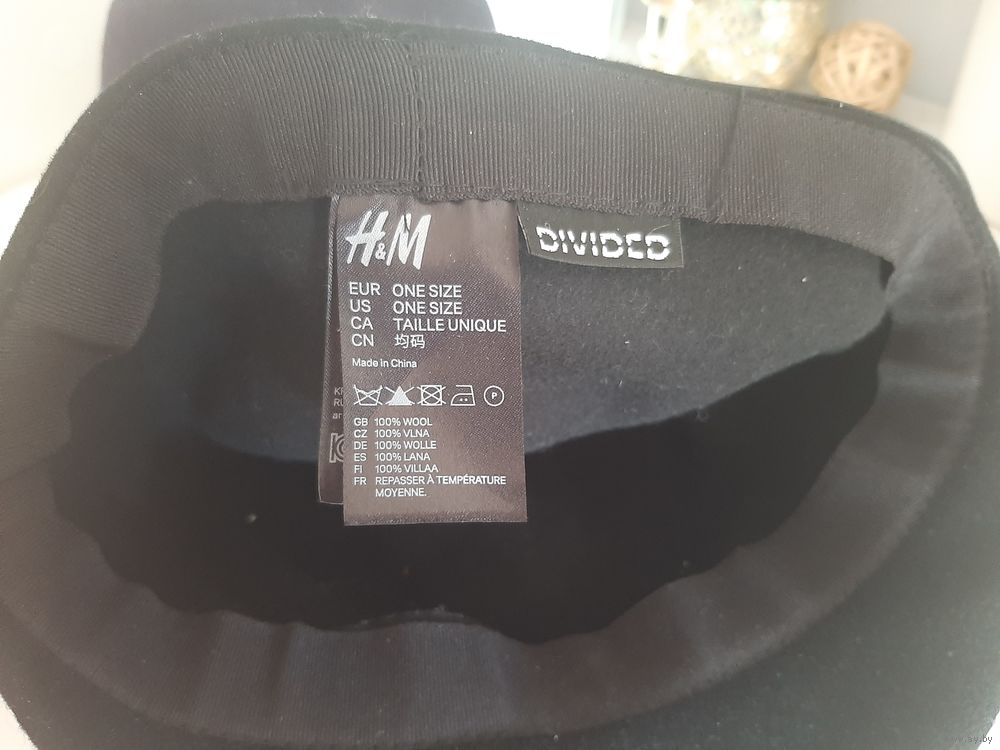 H&M
DIVIDED
EUR ONE SIZE
US ONE SIZE
CA TAILLE UNIQUE
CN 均码
Made in China
P
GB 100% WOOL
CZ 100% VLNA
DE 100% WOLLE
ES 100% LANA
FI 100% VILLAA
FR REPASSER À TEMPÉRATURE
MOYENNE.